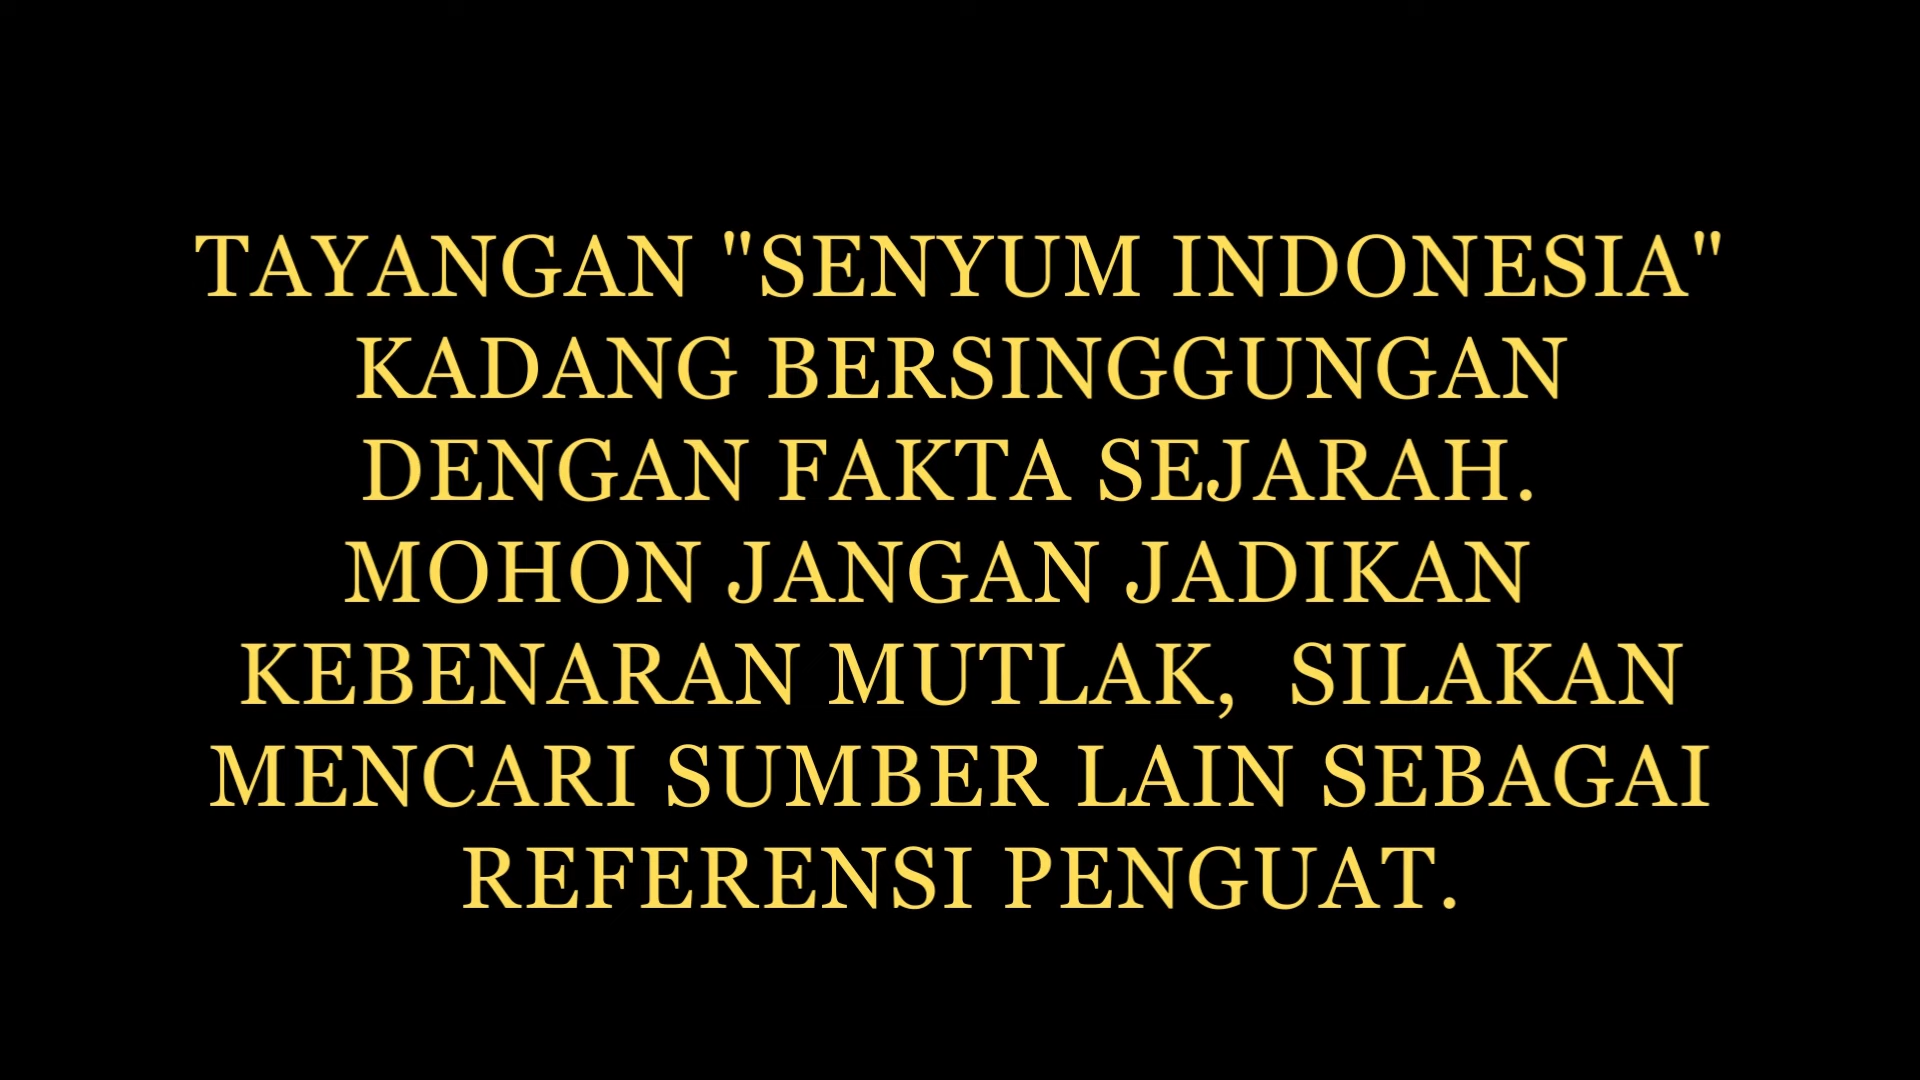 TAYANGAN "SENYUM INDONESIA"
KADANG BERSINGGUNGAN
DENGAN FAKTA SEJARAH.
MOHON JANGAN JADIKAN
KEBENARAN MUTLAK,  SILAKAN
MENCARI SUMBER LAIN SEBAGAI
REFERENSI PENGUAT.